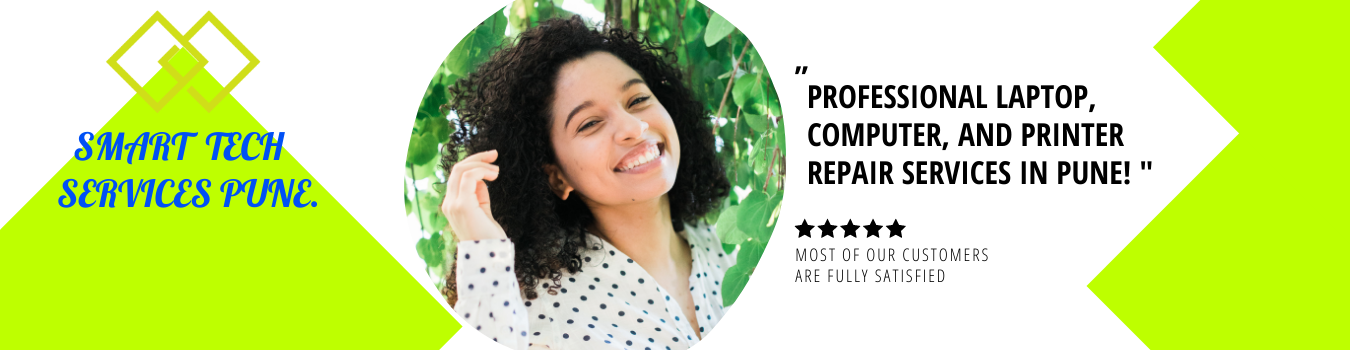 SMART TECH
SERVICES PUNE.
"
PROFESSIONAL LAPTOP,
COMPUTER, AND PRINTER
REPAIR SERVICES IN PUNE! "
MOST OF OUR CUSTOMERS
ARE FULLY SATISFIED